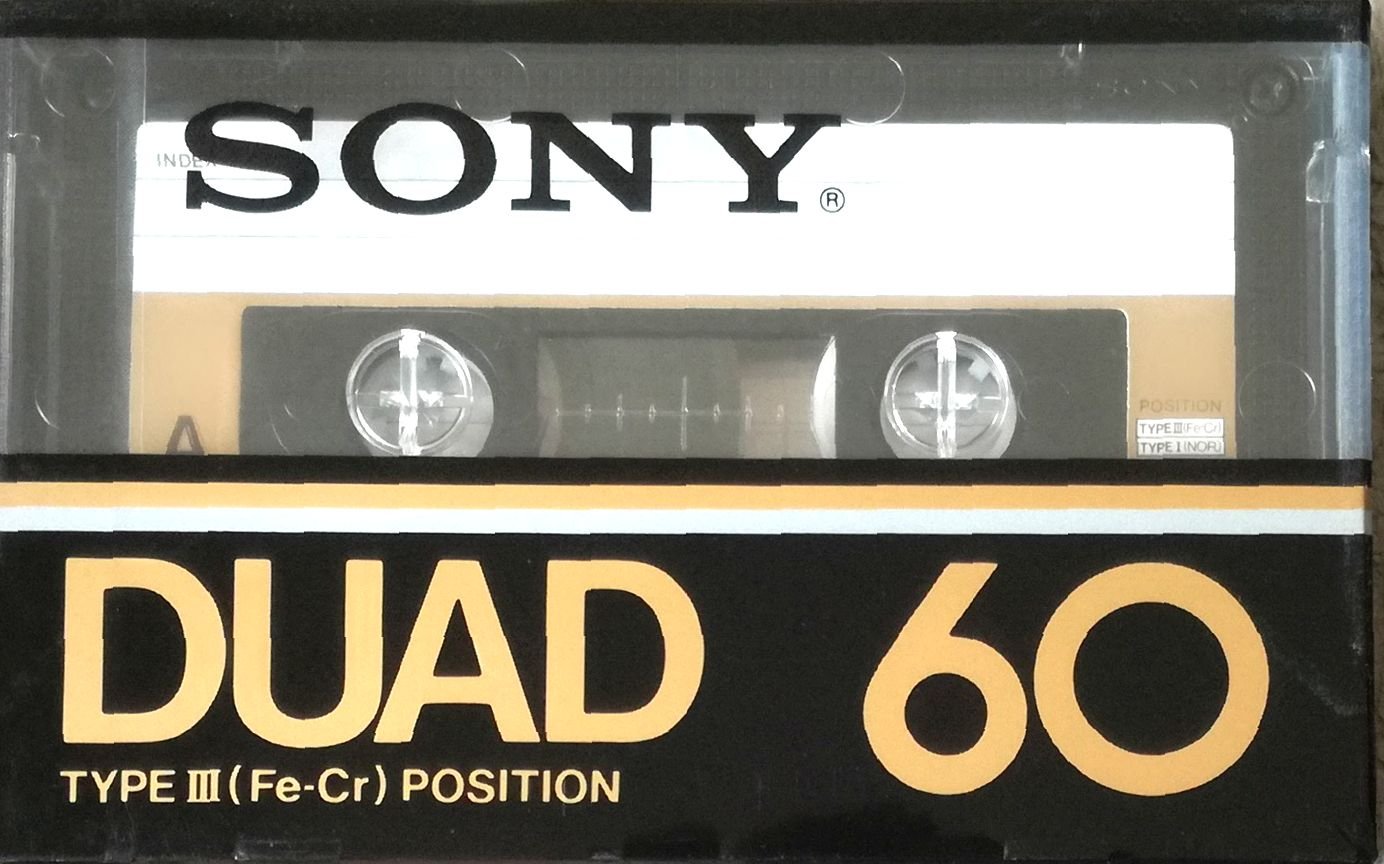 SONY®
INDEX
A
POSITION
TYPE III (Fe-Cr)
TYPE I (NOR)
DUAD 60
TYPE III (Fe-Cr) POSITION